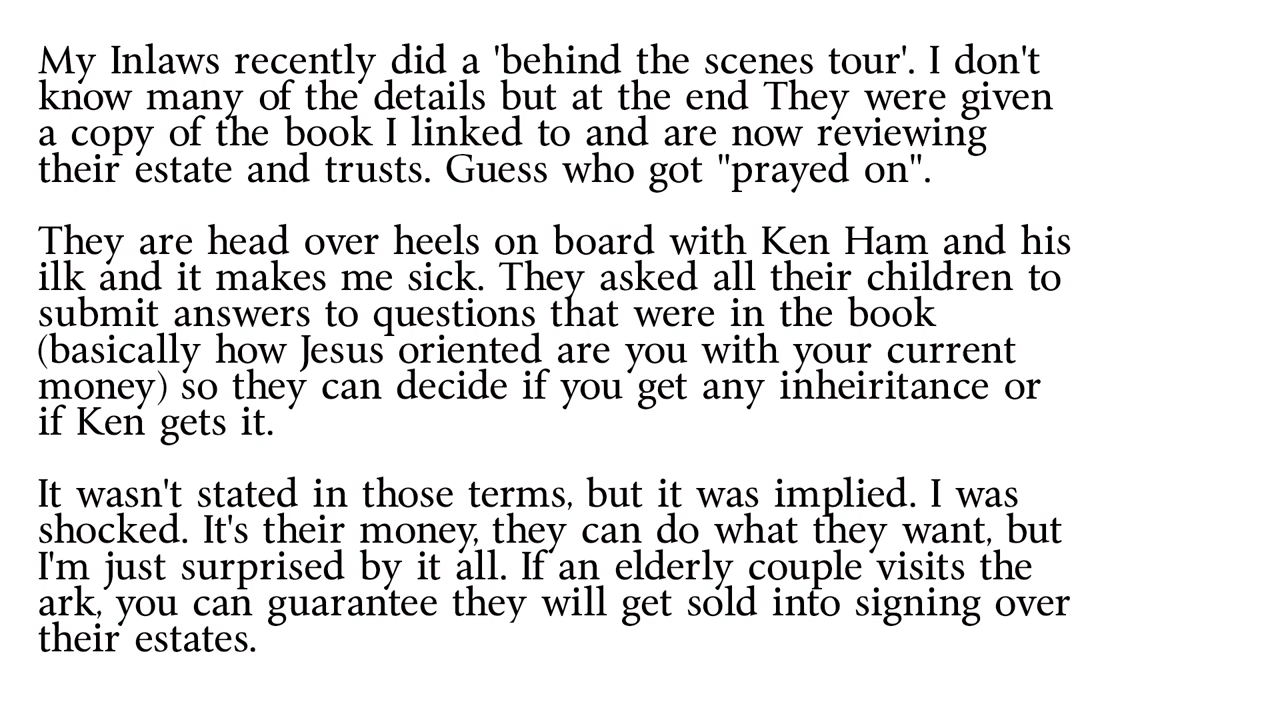 My Inlaws recently did a 'behind the scenes tour'. I don't
know many of the details but at the end They were given
a copy of the book I linked to and are now reviewing
their estate and trusts. Guess who got "prayed on".
They are head over heels on board with Ken Ham and his
ilk and it makes me sick. They asked all their children to
submit answers to questions that were in the book
(basically how Jesus oriented are you with your current
money) so they can decide if you get any inheiritance or
if Ken gets it.
It wasn't stated in those terms, but it was implied. I was
shocked. It's their money, they can do what they want, but
I'm just surprised by it all. If an elderly couple visits the
ark, you can guarantee they will get sold into signing over
their estates.